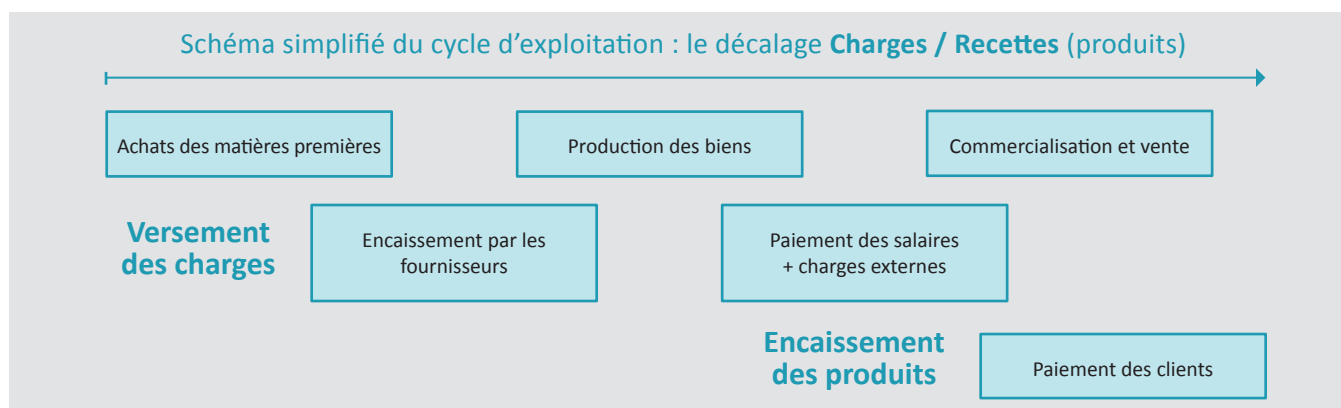 Schéma simplifié du cycle d’exploitation : le décalage Charges / Recettes (produits)
Achats des matières premières
Production des biens
Commercialisation et vente
Versement
des charges
Encaissement par les
fournisseurs
Paiement des salaires
+ charges externes
Encaissement
des produits
Paiement des clients